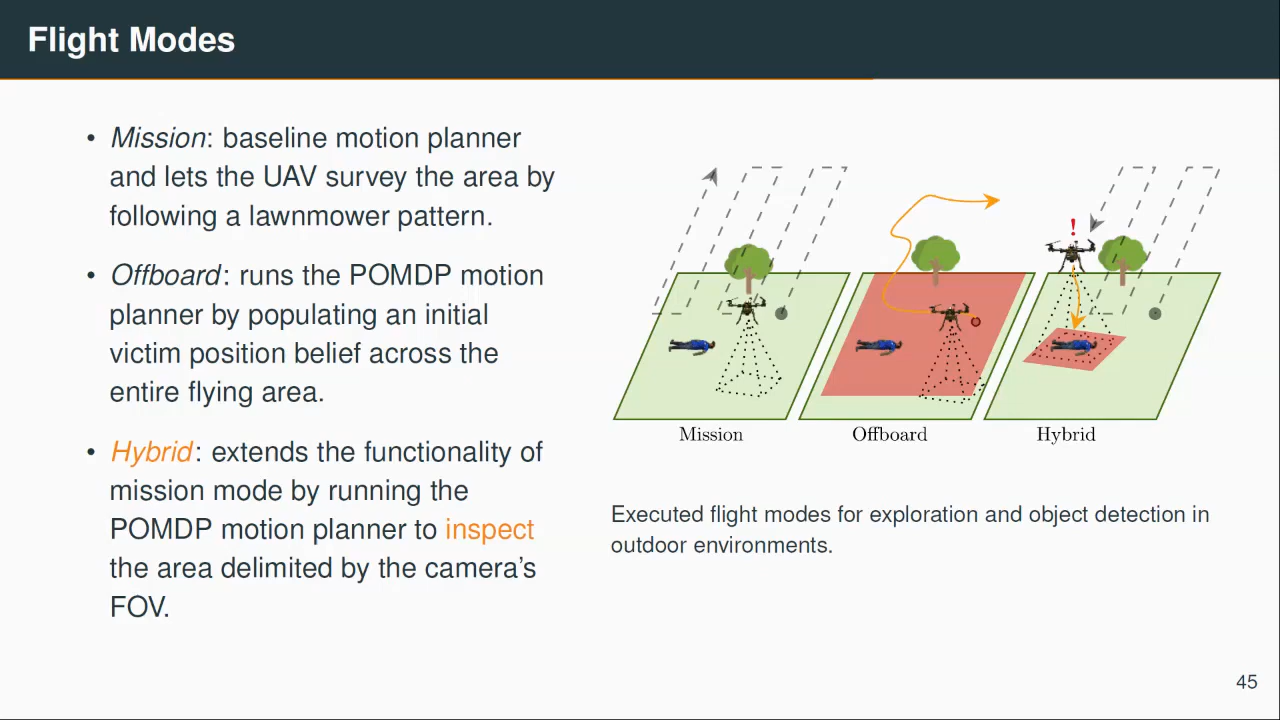 Flight Modes
• Mission: baseline motion planner
and lets the UAV survey the area by
following a lawnmower pattern.
• Offboard: runs the POMDP motion
planner by populating an initial
victim position belief across the
entire flying area.
• Hybrid: extends the functionality of
mission mode by running the
POMDP motion planner to inspect
the area delimited by the camera's
FOV.
!
Mission
Offboard
Hybrid
Executed flight modes for exploration and object detection in
outdoor environments.
45